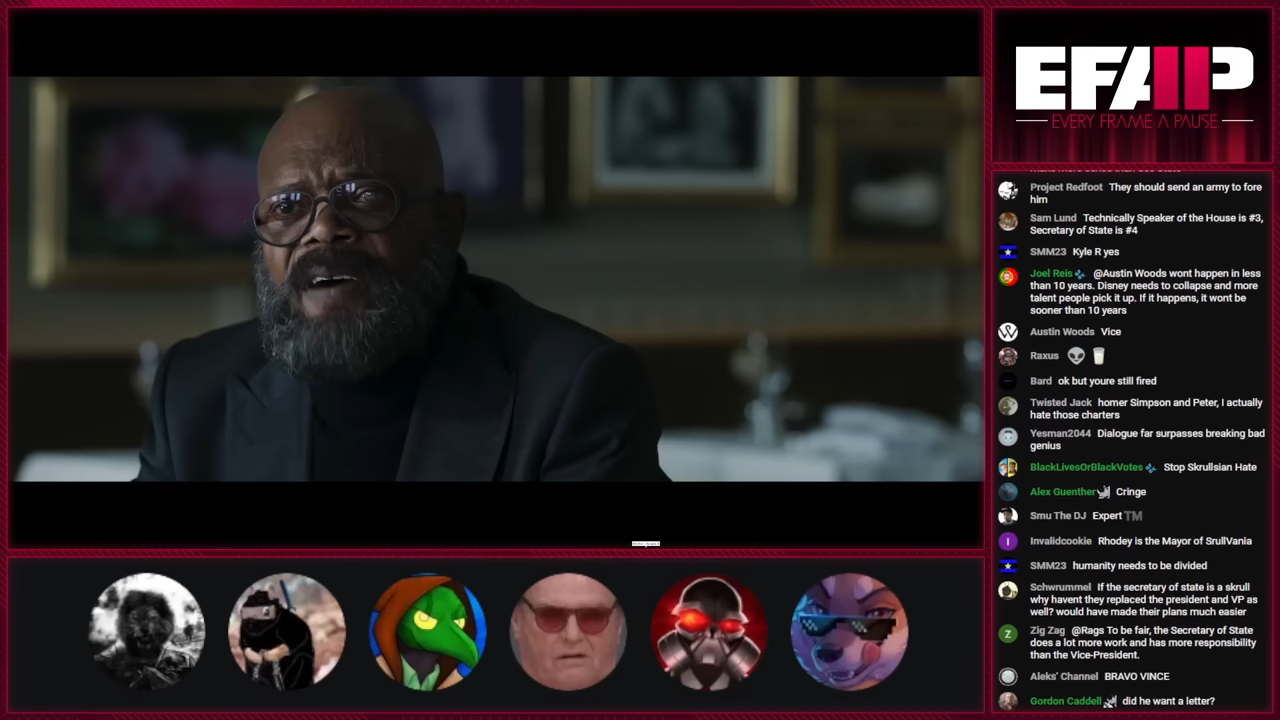 EFAP
EVERY FRAME A PAUSE
Project Redfoot They should send an army to fore
him
Sam Lund Technically Speaker of the House is #3,
Secretary of State is #4
SMM23 Kyle R yes
Joel Reis @Austin Woods wont happen in less
than 10 years. Disney needs to collapse and more
talent people pick it up. If it happens, it wont be
sooner than 10 years
Austin Woods Vice
Raxus
Bard ok but youre still fired
Twisted Jack homer Simpson and Peter, I actually
hate those charters
Yesman2044 Dialogue far surpasses breaking bad
genius
BlackLivesOrBlackVotes Stop Skrullsian Hate
Alex Guenther Cringe
Smu The DJ Expert TM
I Invalidcookie Rhodey is the Mayor of SrullVania
SMM23 humanity needs to be divided
Schwrummel If the secretary of state is a skrull
why havent they replaced the president and VP as
well? would have made their plans much easier
Z Zig Zag @Rags To be fair, the Secretary of State
does a lot more work and has more responsibility
than the Vice-President.
Aleks' Channel BRAVO VINCE
Gordon Caddell did he want a letter?